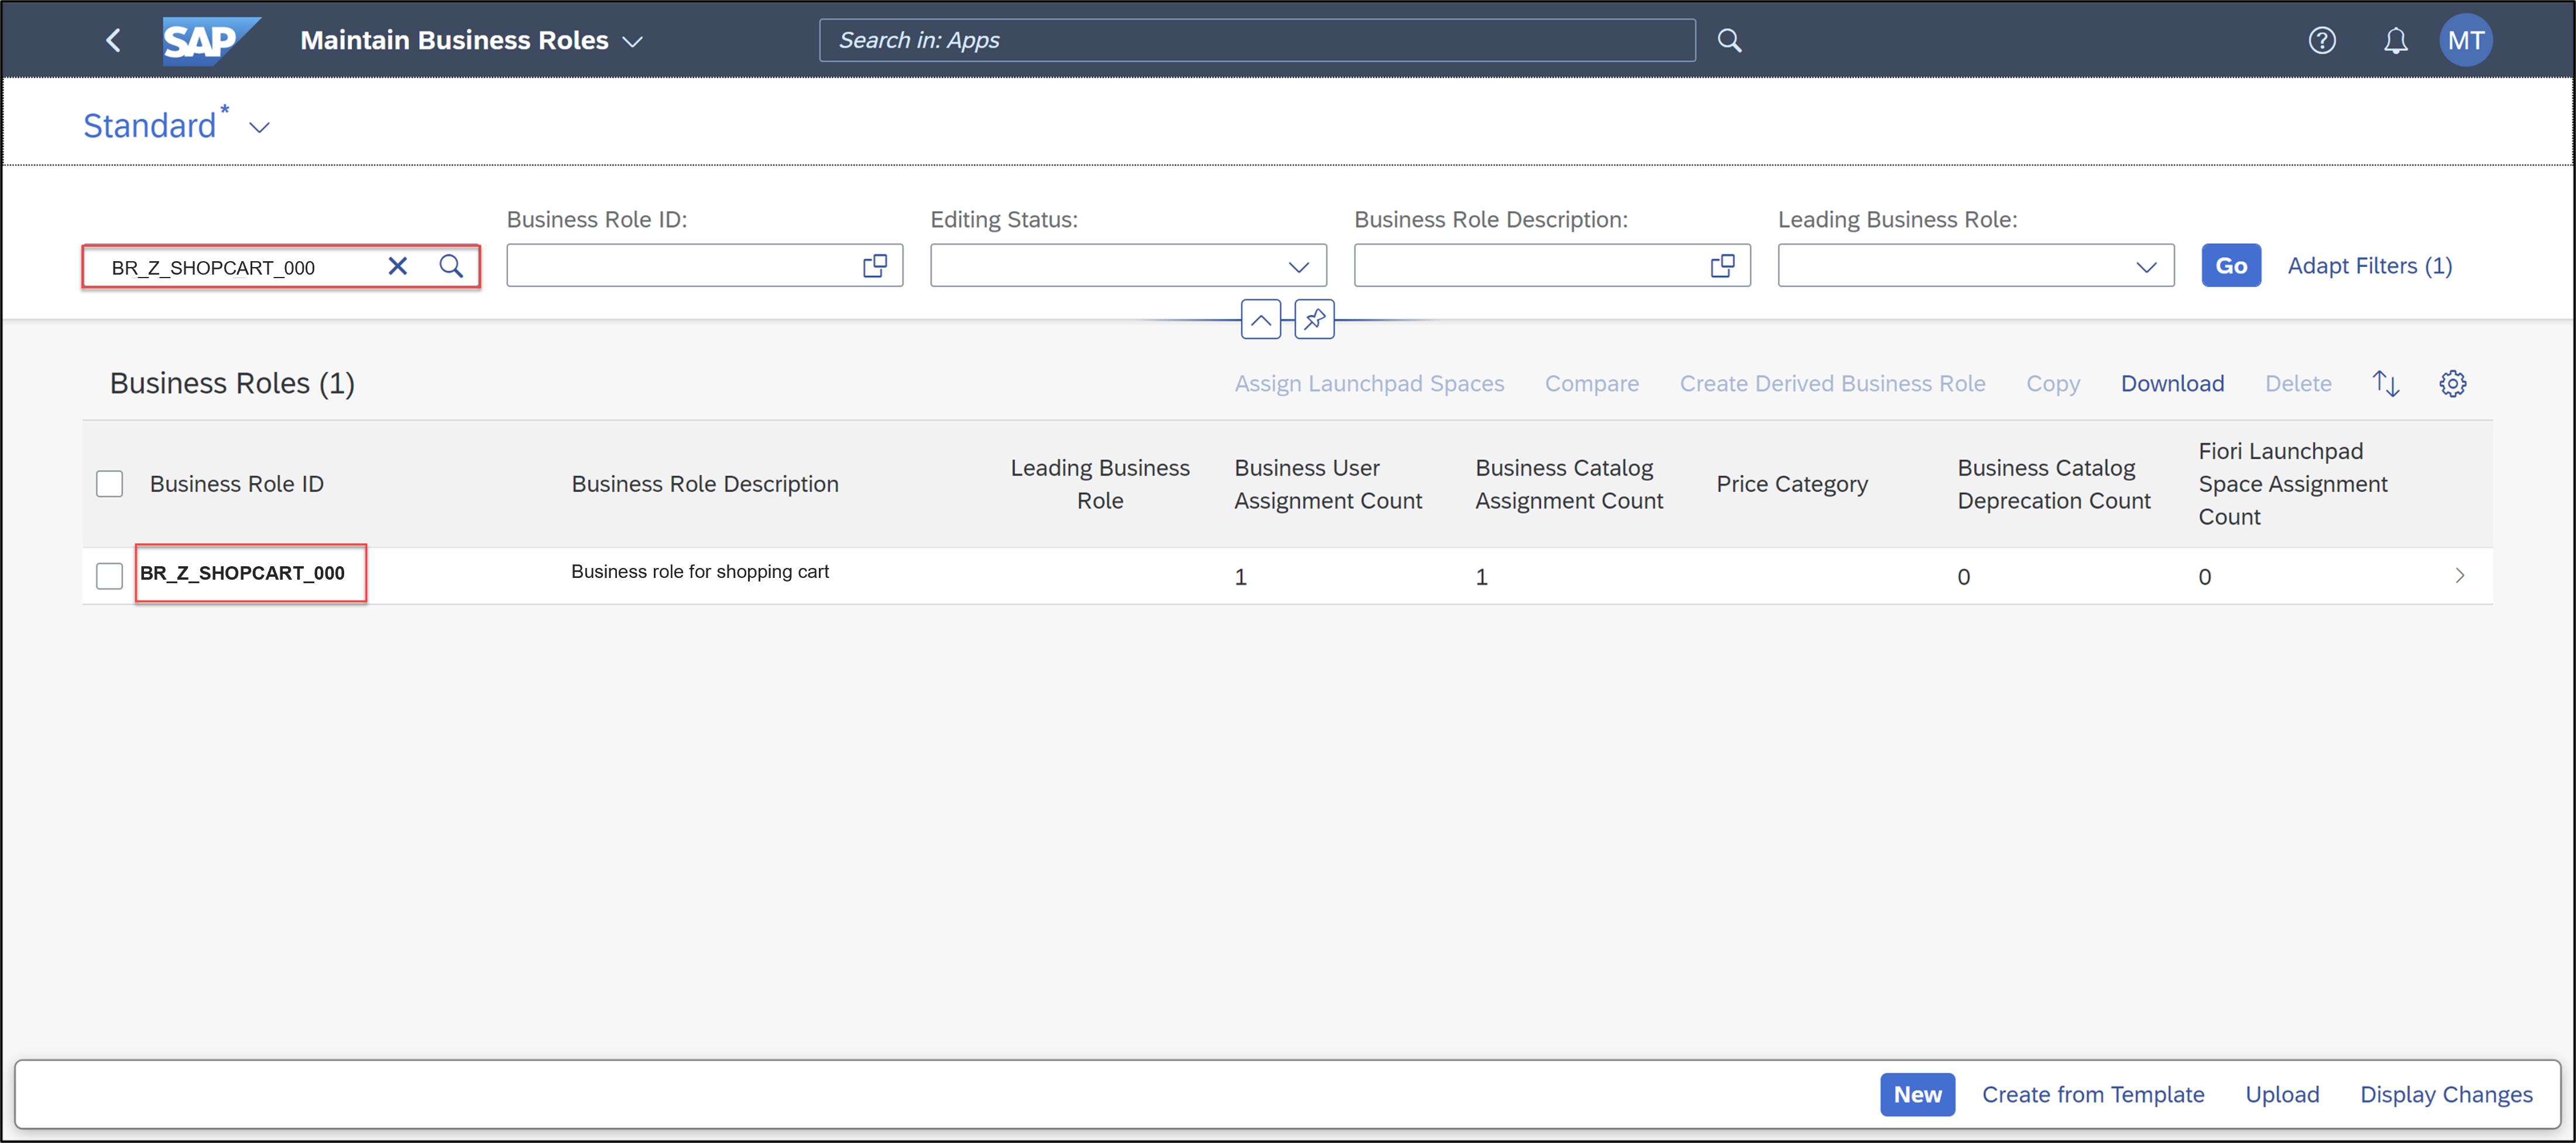 SAP Maintain Business Roles Search in: Apps MT
Standard*
Business Role ID: Editing Status: Business Role Description: Leading Business Role:
BR_Z_SHOPCART_000 Go Adapt Filters (1)
Business Roles (1) Assign Launchpad Spaces Compare Create Derived Business Role Copy Download Delete
Business Role ID
Business Role Description
Leading Business
Role
Business User
Assignment Count
Business Catalog
Assignment Count
Price Category
Business Catalog
Deprecation Count
Fiori Launchpad
Space Assignment
Count
BR_Z_SHOPCART_000 Business role for shopping cart 1 1 0 0
New Create from Template Upload Display Changes